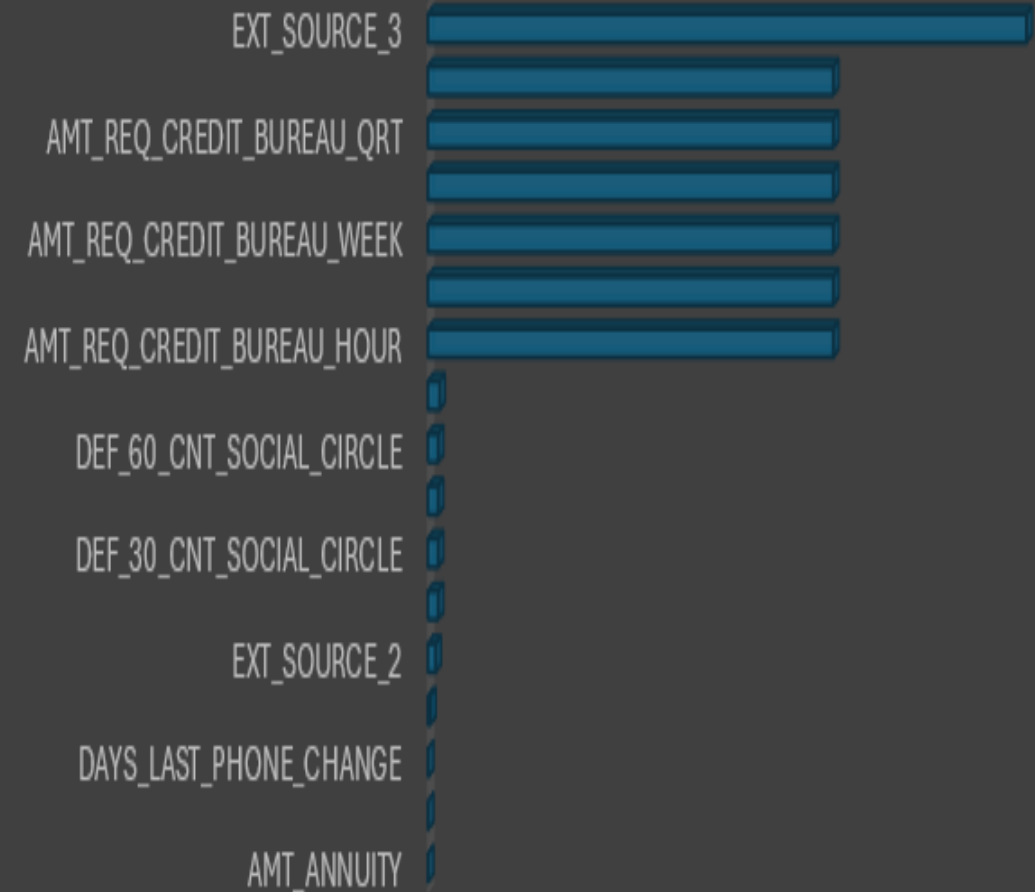 EXT_SOURCE_3
AMT_REQ_CREDIT_BUREAU_QRT
AMT_REQ_CREDIT_BUREAU_WEEK
AMT_REQ_CREDIT_BUREAU_HOUR
DEF_60_CNT_SOCIAL_CIRCLE
DEF_30_CNT_SOCIAL_CIRCLE
EXT_SOURCE_2
DAYS_LAST_PHONE_CHANGE
AMT_ANNUITY